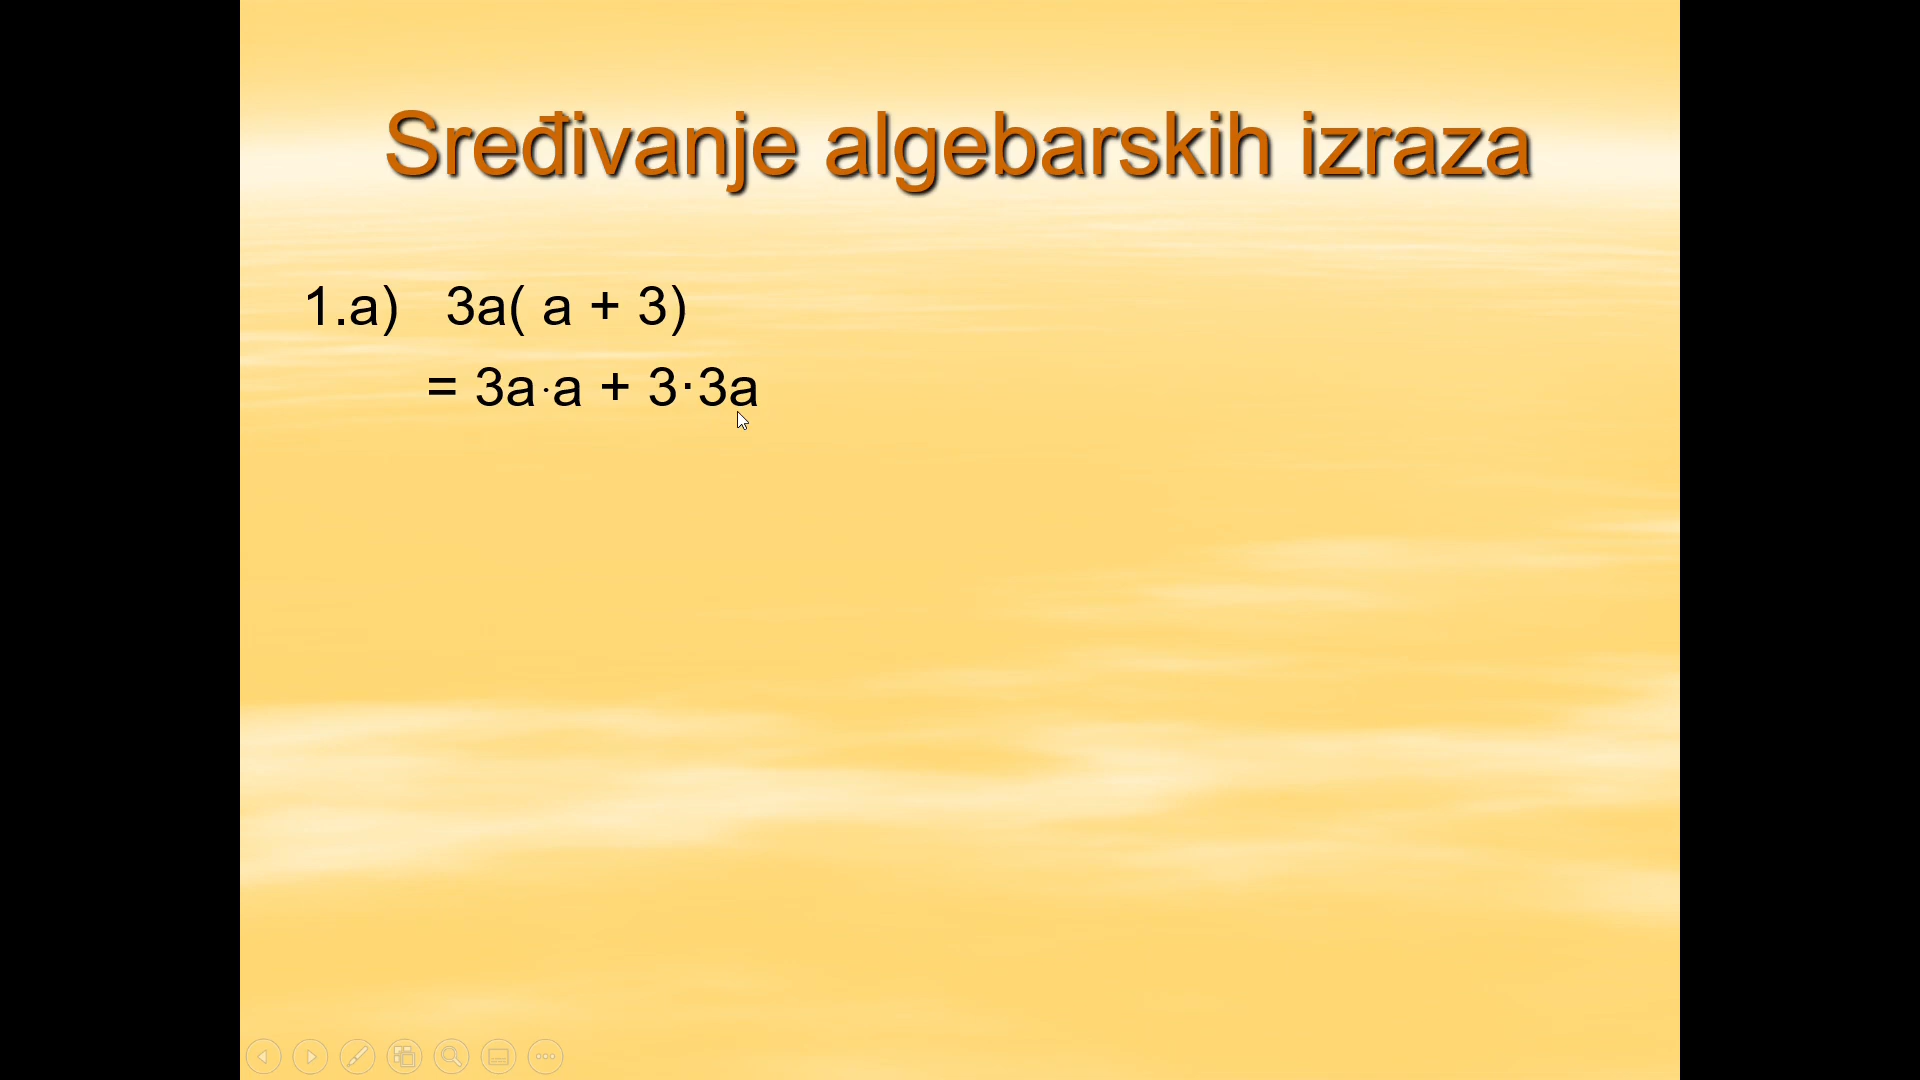 Sređivanje algebarskih izraza
1.a) 3a( a + 3)
= 3a·a + 3·3a